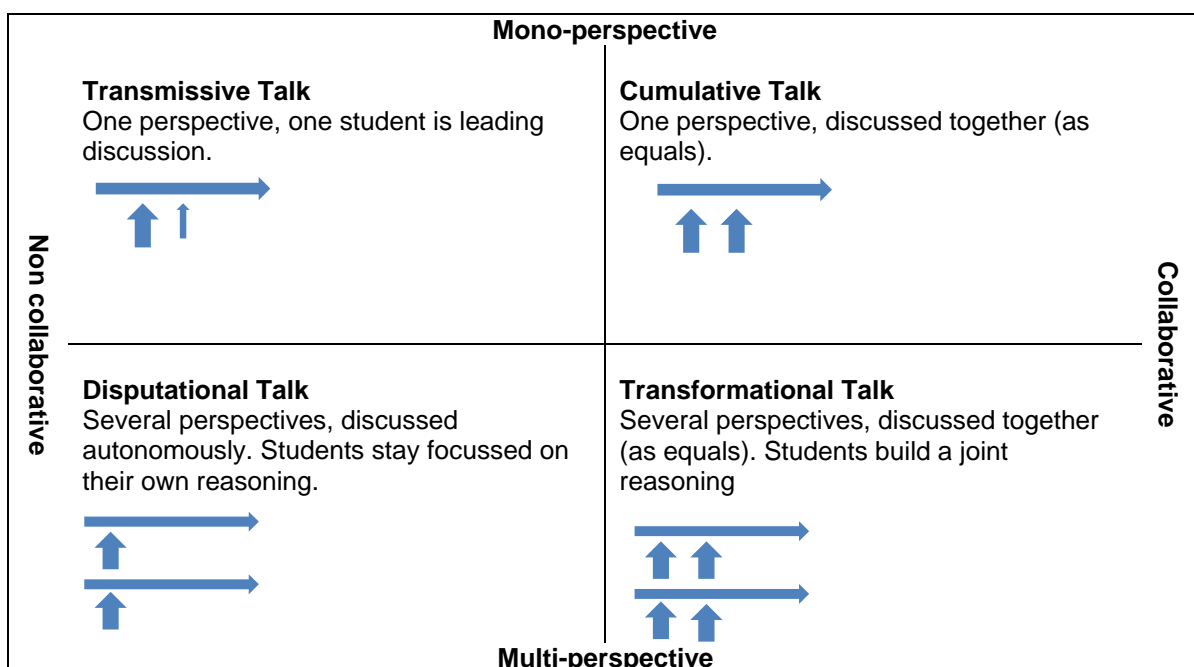 Mono-perspective
Transmissive Talk
One perspective, one student is leading
discussion.
Cumulative Talk
One perspective, discussed together (as
equals).
Non collaborative
Collaborative
Disputational Talk
Several perspectives, discussed
autonomously. Students stay focussed on
their own reasoning.
Transformational Talk
Several perspectives, discussed together
(as equals). Students build a joint
reasoning
Multi-perspective